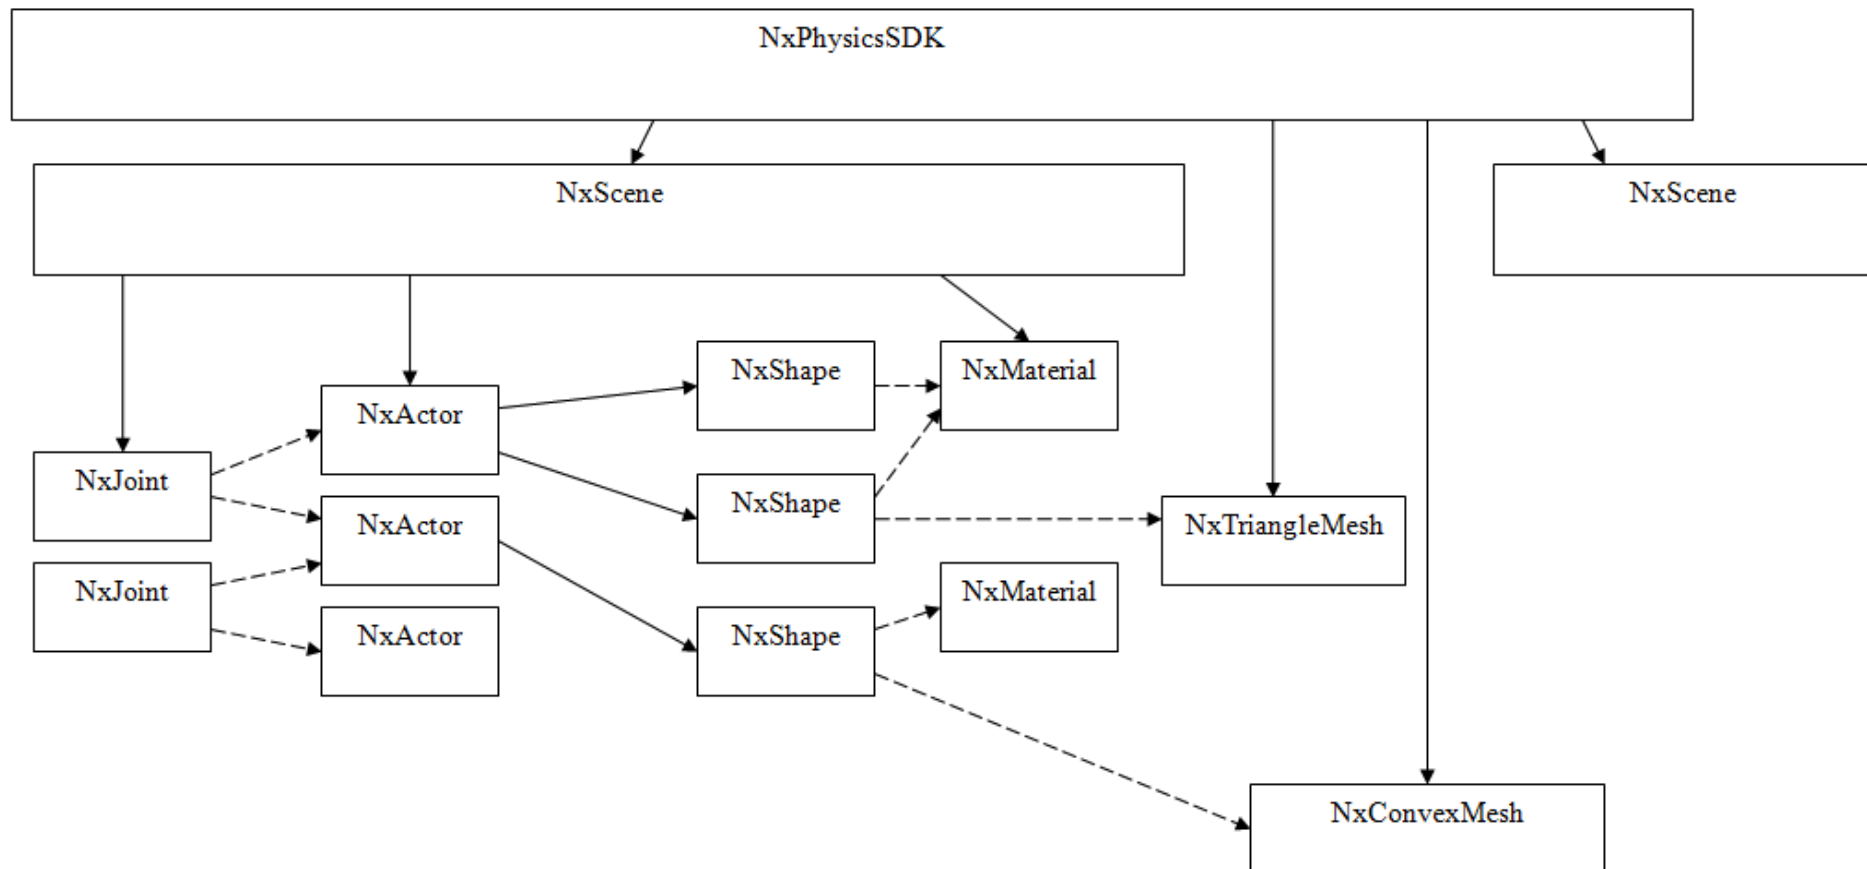 NxPhysicsSDK
NxScene
NxScene
NxShape
NxMaterial
NxActor
NxJoint
NxShape
NxActor
NxTriangleMesh
NxJoint
NxMaterial
NxActor
NxShape
NxConvexMesh